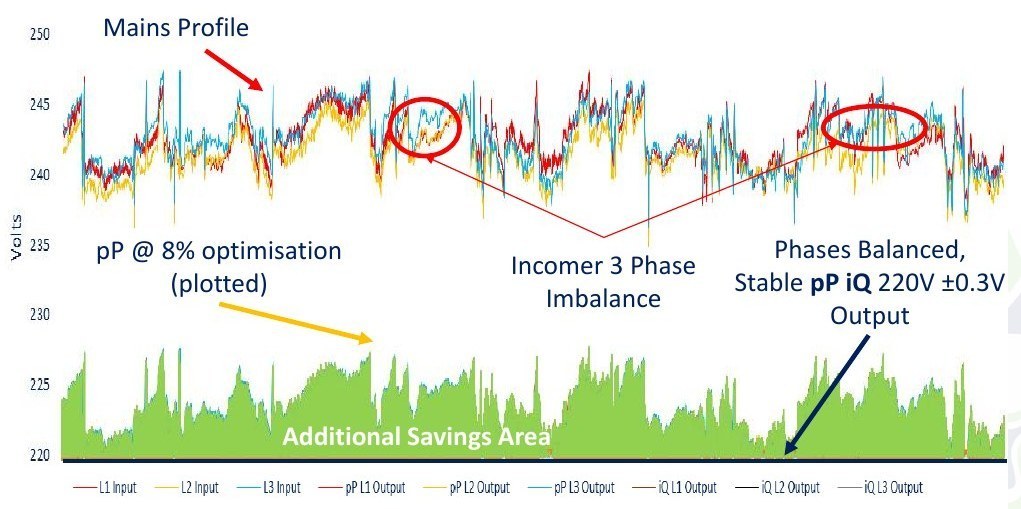 250
Mains Profile
245
240
Volts
235
pP @ 8% optimisation
(plotted)
Incomer 3 Phase
Imbalance
Phases Balanced,
Stable pP iQ 220V ±0.3V
Output
230
225
Additional Savings Area
220
L1 Input L2 Input L3 Input pP L1 Output pP L2 Output pP L3 Output iQ L1 Output iQ L2 Output iQ L3 Output